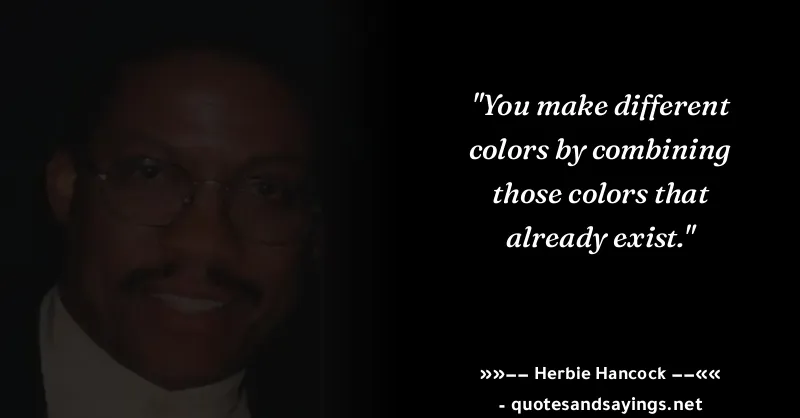 "You make different
colors by combining
those colors that
already exist."
»»–– Herbie Hancock ––««
- quotesandsayings.net